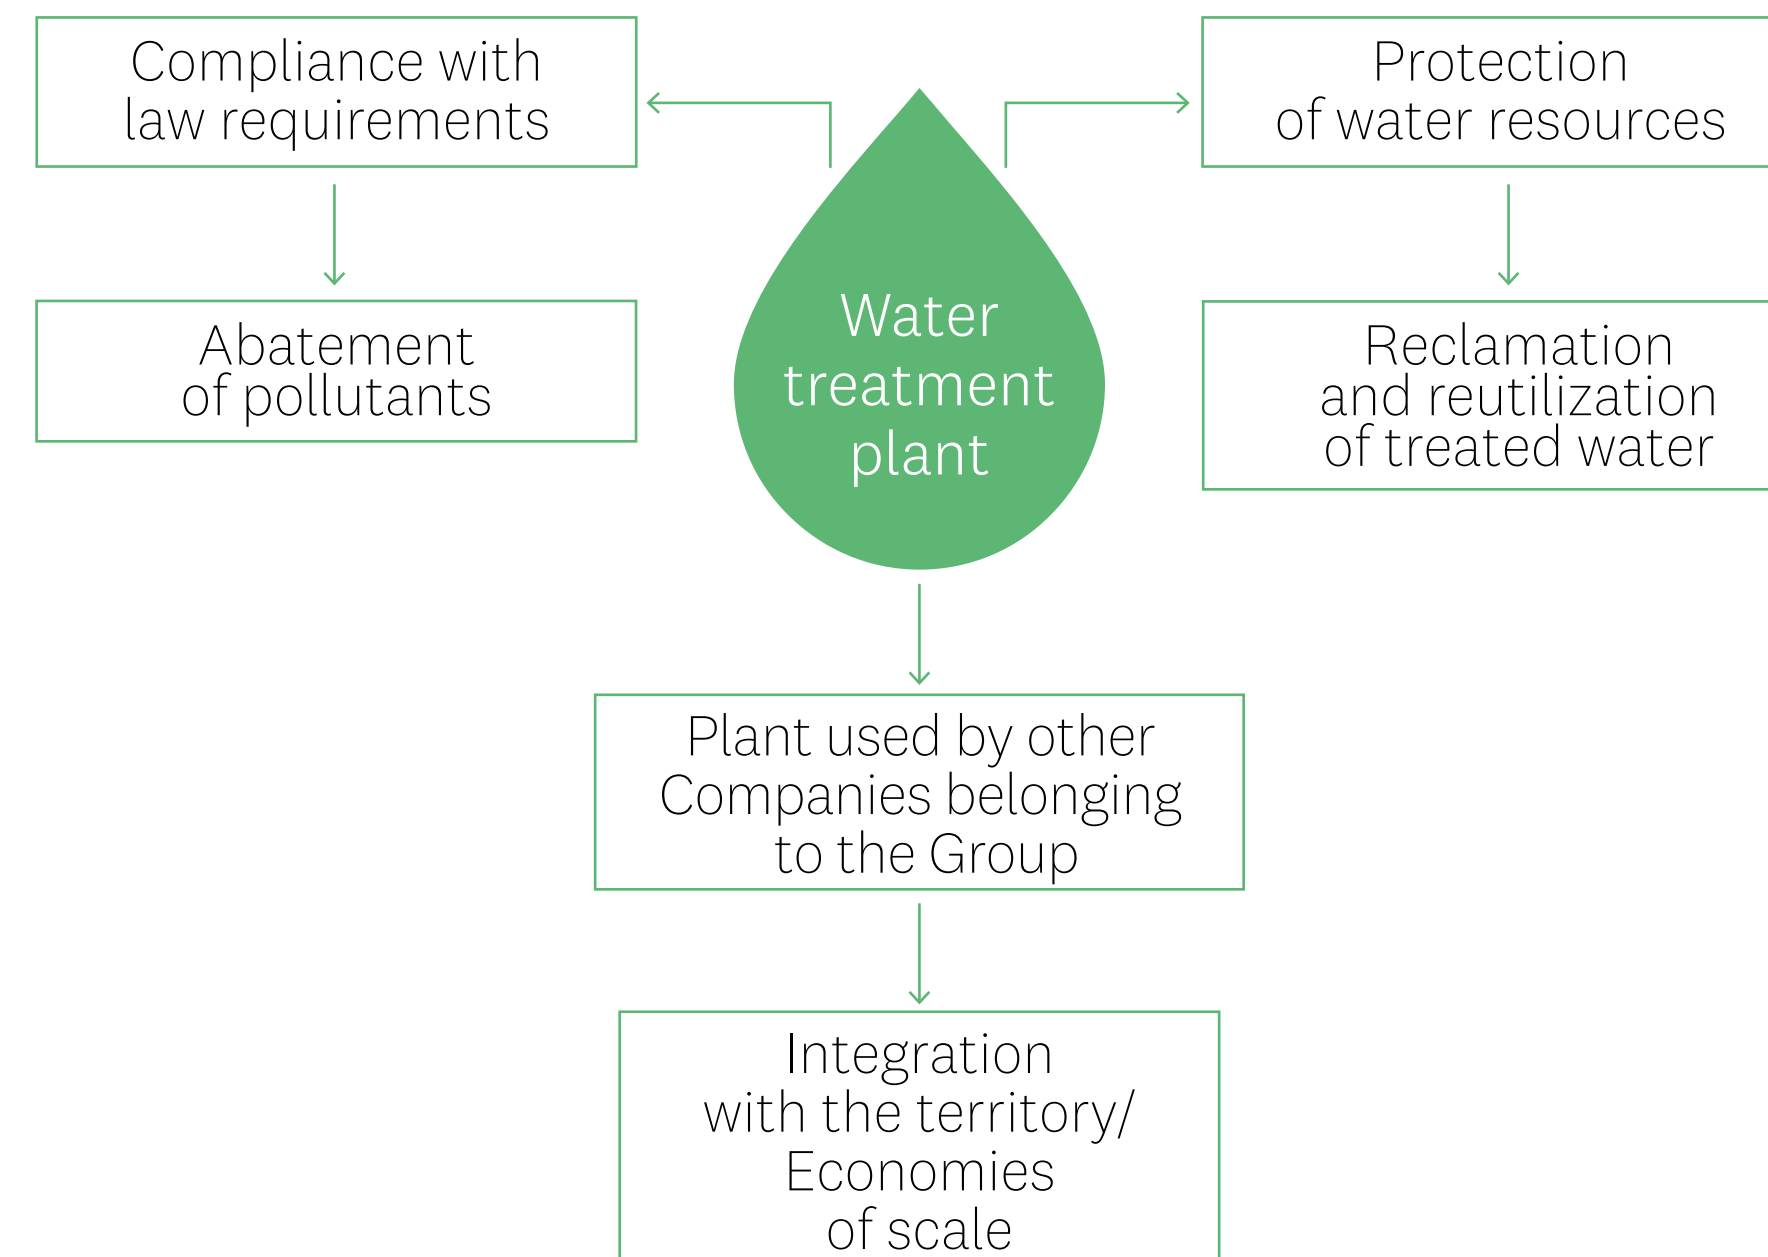 Compliance with
law requirements
Abatement
of pollutants
Water
treatment
plant
Protection
of water resources
Reclamation
and reutilization
of treated water
Plant used by other
Companies belonging
to the Group
Integration
with the territory/
Economies
of scale